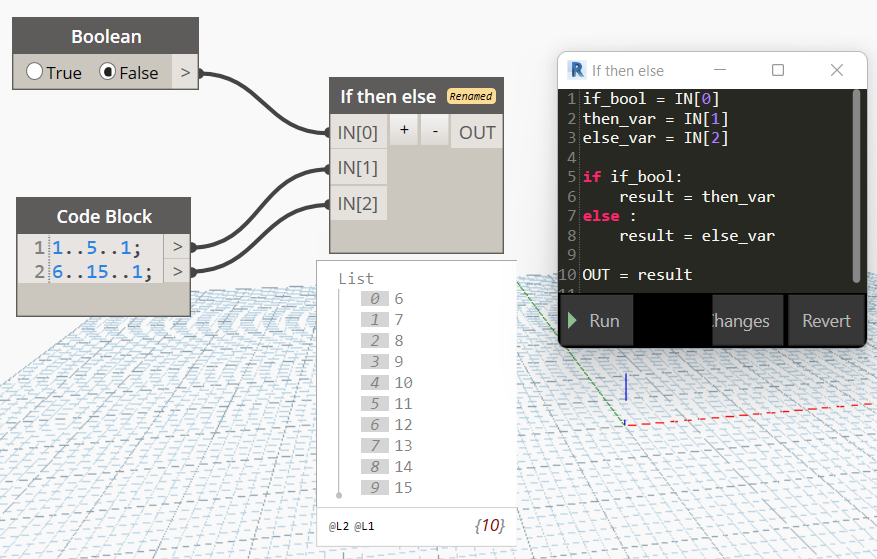 Boolean
True False >
If then else Renamed
IN[0] + - OUT
IN[1]
IN[2]
Code Block
1 1..5..1; >
2 6..15..1; >
List
0 6
1 7
2 8
3 9
4 10
5 11
6 12
7 13
8 14
9 15
@L2 @L1 {10}
R If then else
1 if_bool = IN[0]
2 then_var = IN[1]
3 else_var = IN[2]
4
5 if if_bool:
6 result = then_var
7 else :
8 result = else_var
9
10 OUT = result
11
Run Changes Revert